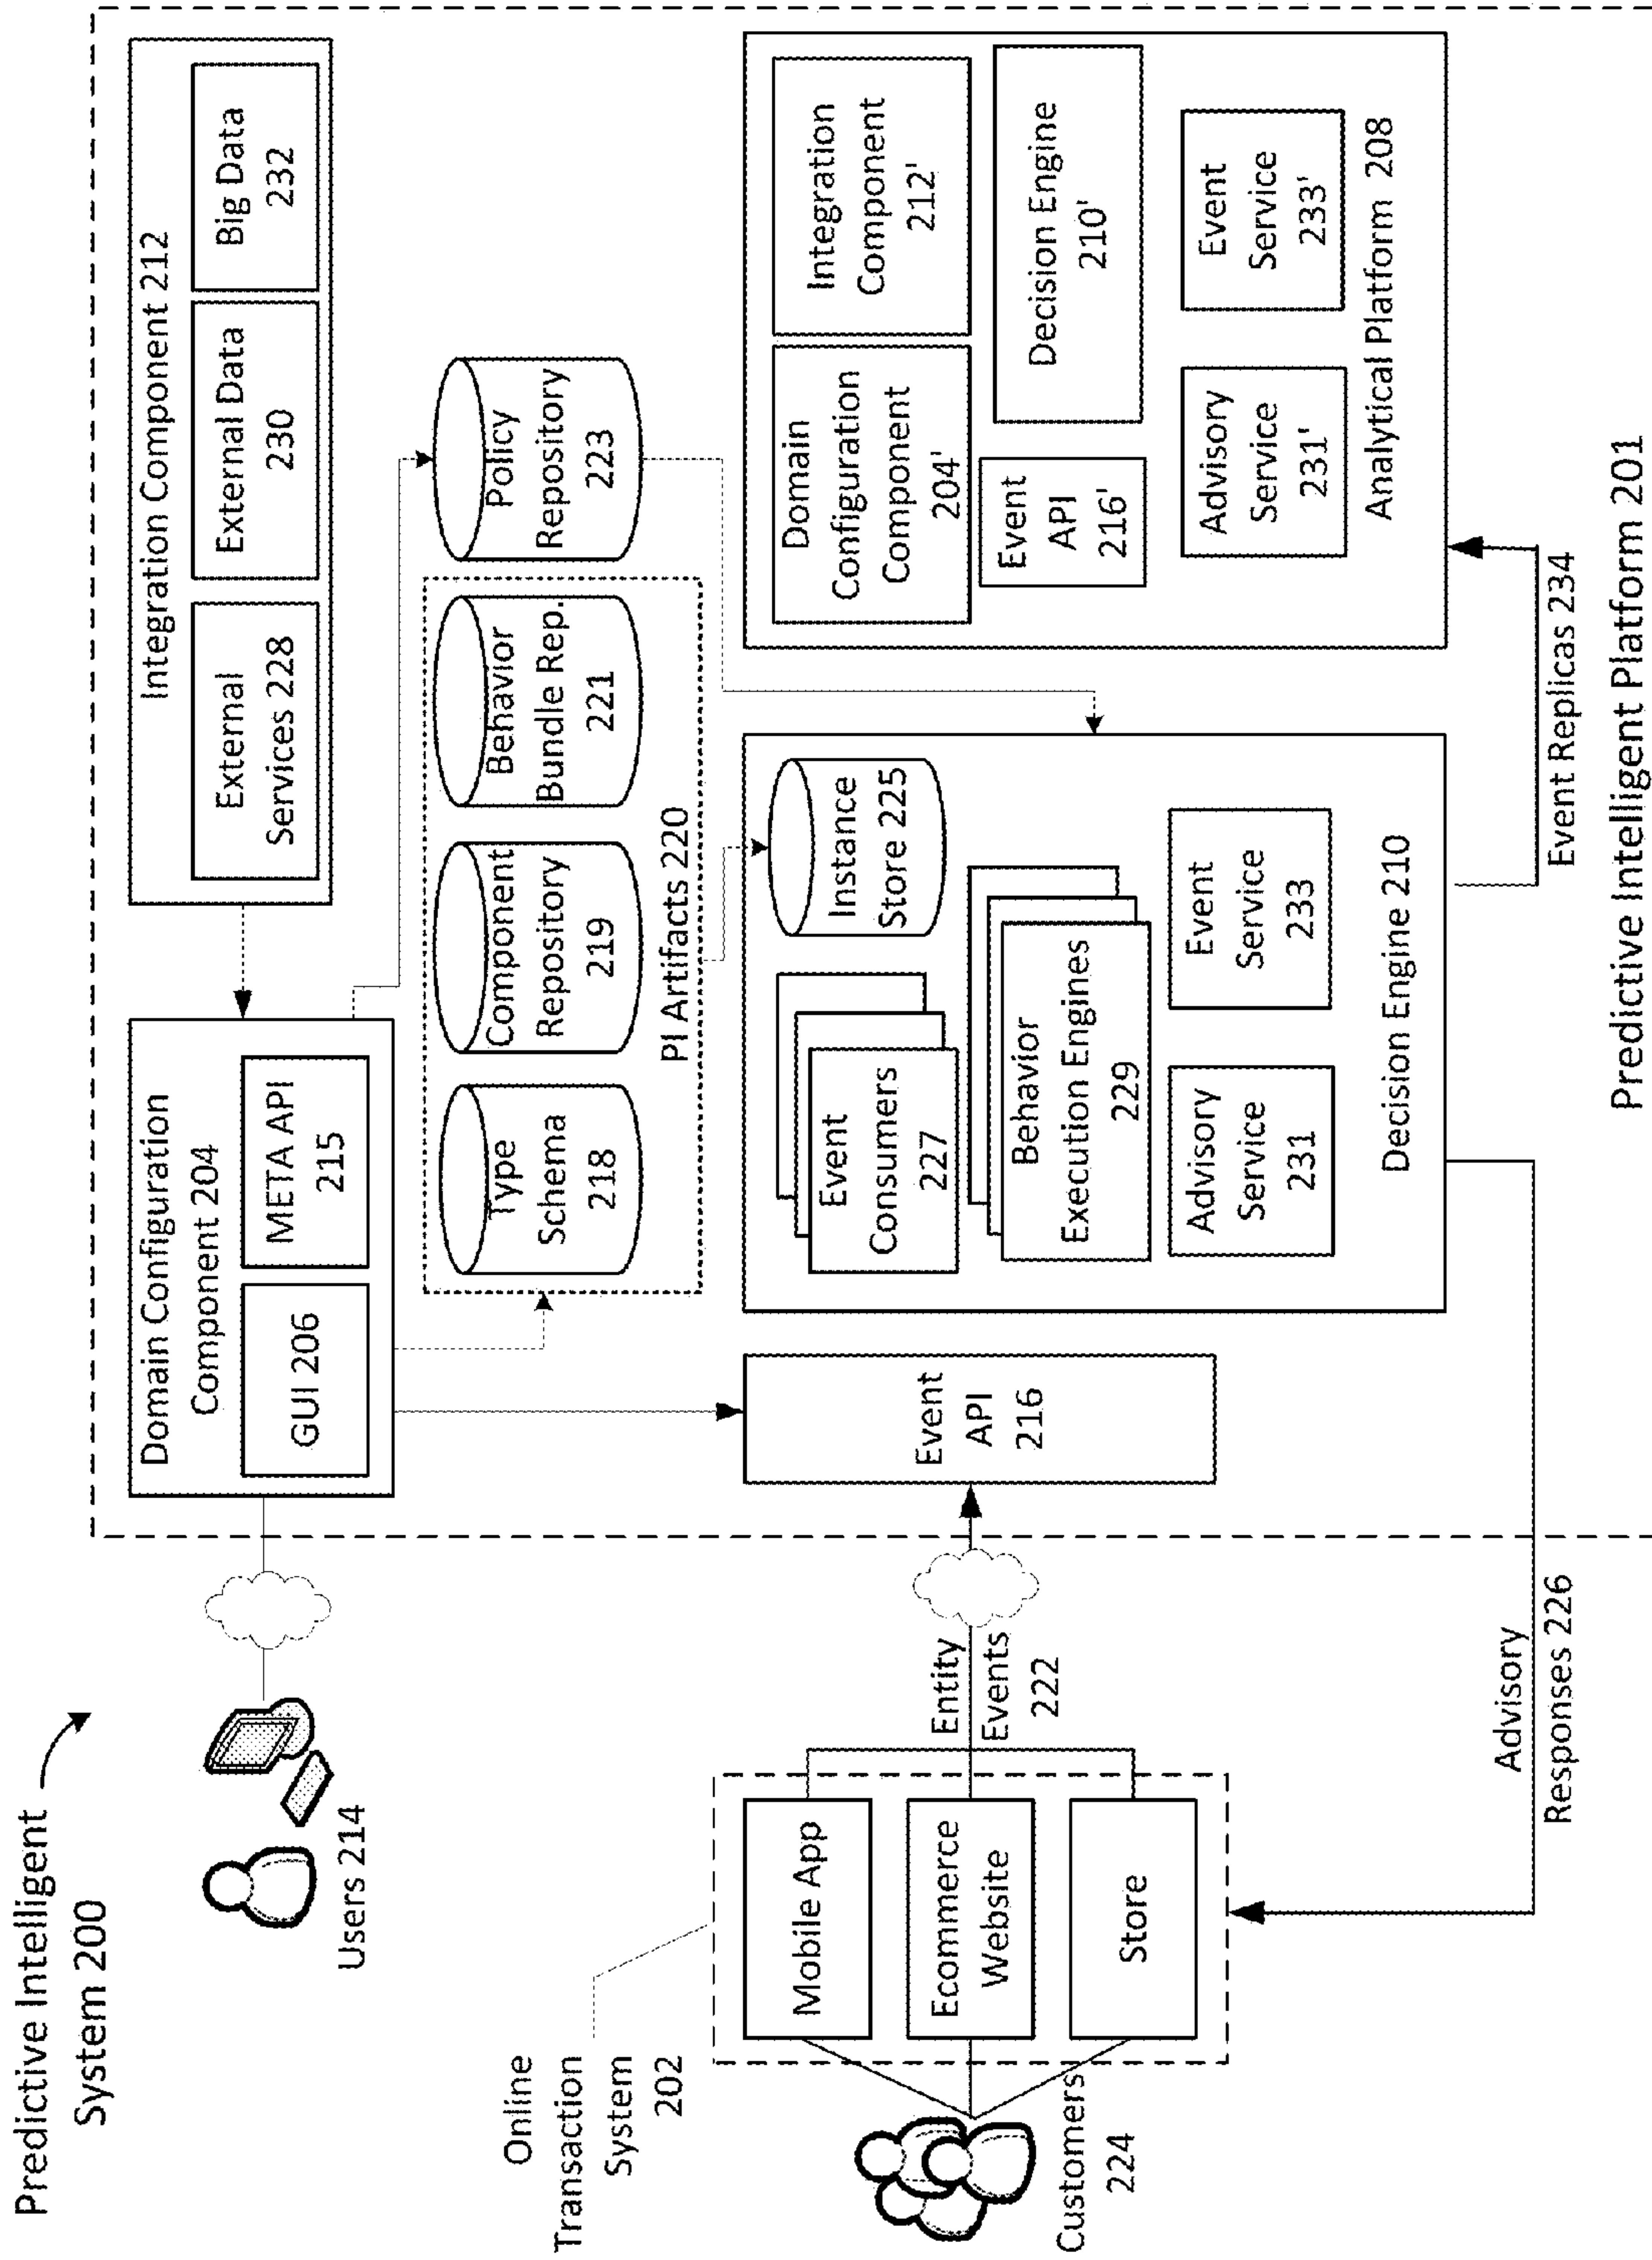 Predictive Intelligent
System 200
Users 214
Domain Configuration
Component 204
GUI 206
META API
215
Integration Component 212
External
Services 228
External Data
230
Big Data
232
Type
Schema
218
Component
Repository
219
Behavior
Bundle Rep.
221
PI Artifacts 220
Policy
Repository
223
Online
Transaction
System
202
Customers
224
Mobile App
Ecommerce
Website
Store
Entity
Events
222
Event
API
216
Event
Consumers
227
Instance
Store 225
Behavior
Execution Engines
229
Advisory
Service
231
Event
Service
233
Decision Engine 210
Domain
Configuration
Component
204'
Integration
Component
212'
Event
API
216'
Decision Engine
210'
Advisory
Service
231'
Event
Service
233'
Analytical Platform 208
Advisory
Responses 226
Event Replicas 234
Predictive Intelligent Platform 201